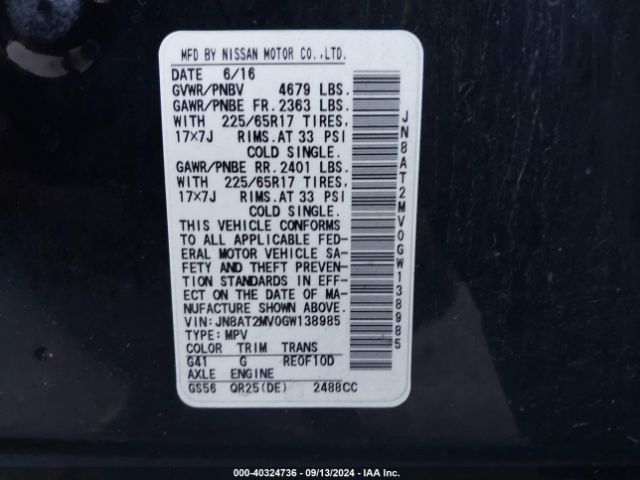 MFD BY NISSAN MOTOR CO.,LTD.
DATE 6/16
GVWR/PNBV 4679 LBS.
GAWR/PNBE FR. 2363 LBS.
WITH 225/65R17 TIRES,
17×7J RIMS.AT 33 PSI
COLD SINGLE.
GAWR/PNBE RR. 2401 LBS.
WITH 225/65R17 TIRES,
17×7J RIMS.AT 33 PSI
COLD SINGLE.
THIS VEHICLE CONFORMS
TO ALL APPLICABLE FED-
ERAL MOTOR VEHICLE SA-
FETY AND THEFT PREVEN-
TION STANDARDS IN EFF-
ECT ON THE DATE OF MA-
NUFACTURE SHOWN ABOVE.
VIN: JN8AT2MV0GW138985
TYPE: MPV
COLOR TRIM TRANS
G41 G RE0F10D
AXLE ENGINE
GS56 QR25(DE) 2488CC
JN8AT2MV0GW138985
000-40324736 - 09/13/2024 - IAA Inc.